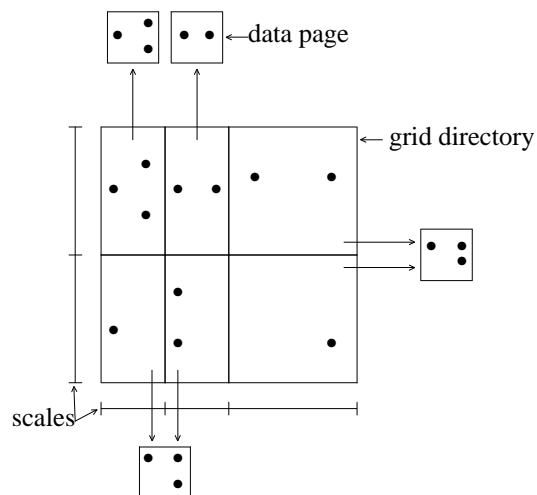 data page
grid directory
scales